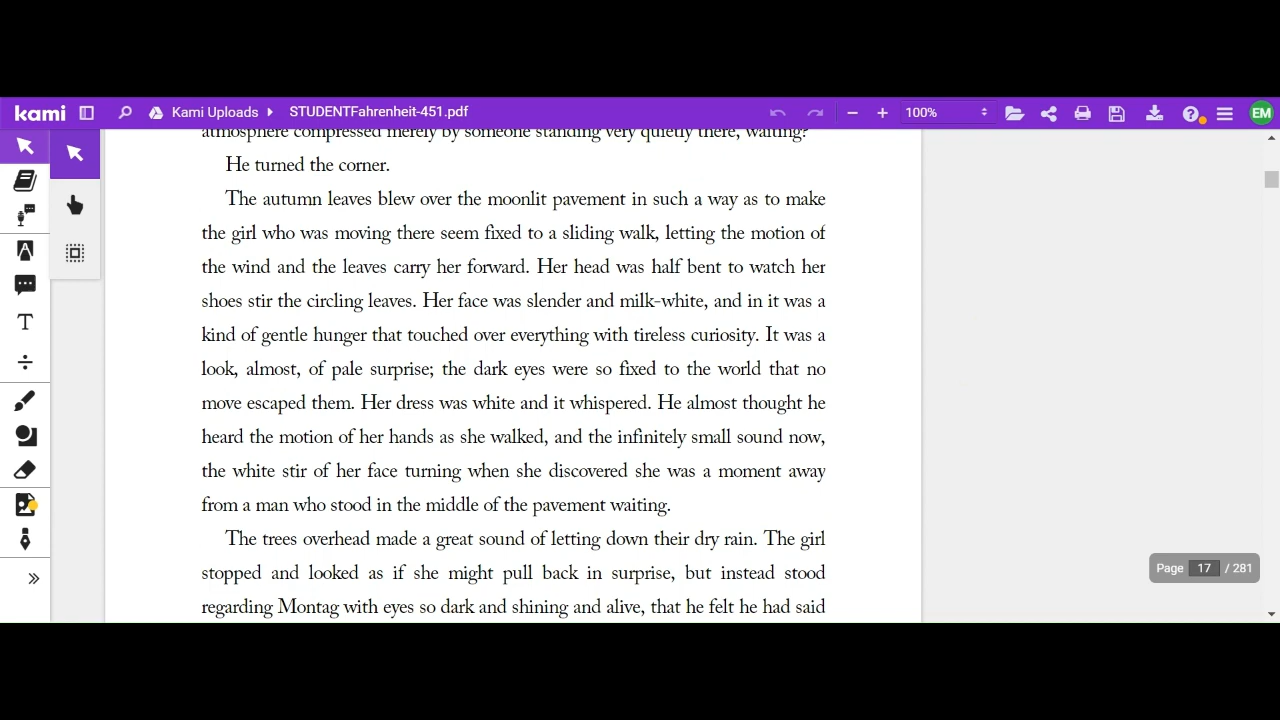 kami
Kami Uploads
STUDENTFahrenheit-451.pdf
100%
EM
atmosphere compressed merely by someone standing very quietly there, waiting?
He turned the corner.
The autumn leaves blew over the moonlit pavement in such a way as to make
the girl who was moving there seem fixed to a sliding walk, letting the motion of
the wind and the leaves carry her forward. Her head was half bent to watch her
shoes stir the circling leaves. Her face was slender and milk-white, and in it was a
kind of gentle hunger that touched over everything with tireless curiosity. It was a
look, almost, of pale surprise; the dark eyes were so fixed to the world that no
move escaped them. Her dress was white and it whispered. He almost thought he
heard the motion of her hands as she walked, and the infinitely small sound now,
the white stir of her face turning when she discovered she was a moment away
from a man who stood in the middle of the pavement waiting.
The trees overhead made a great sound of letting down their dry rain. The girl
stopped and looked as if she might pull back in surprise, but instead stood
regarding Montag with eyes so dark and shining and alive, that he felt he had said
Page 17 / 281